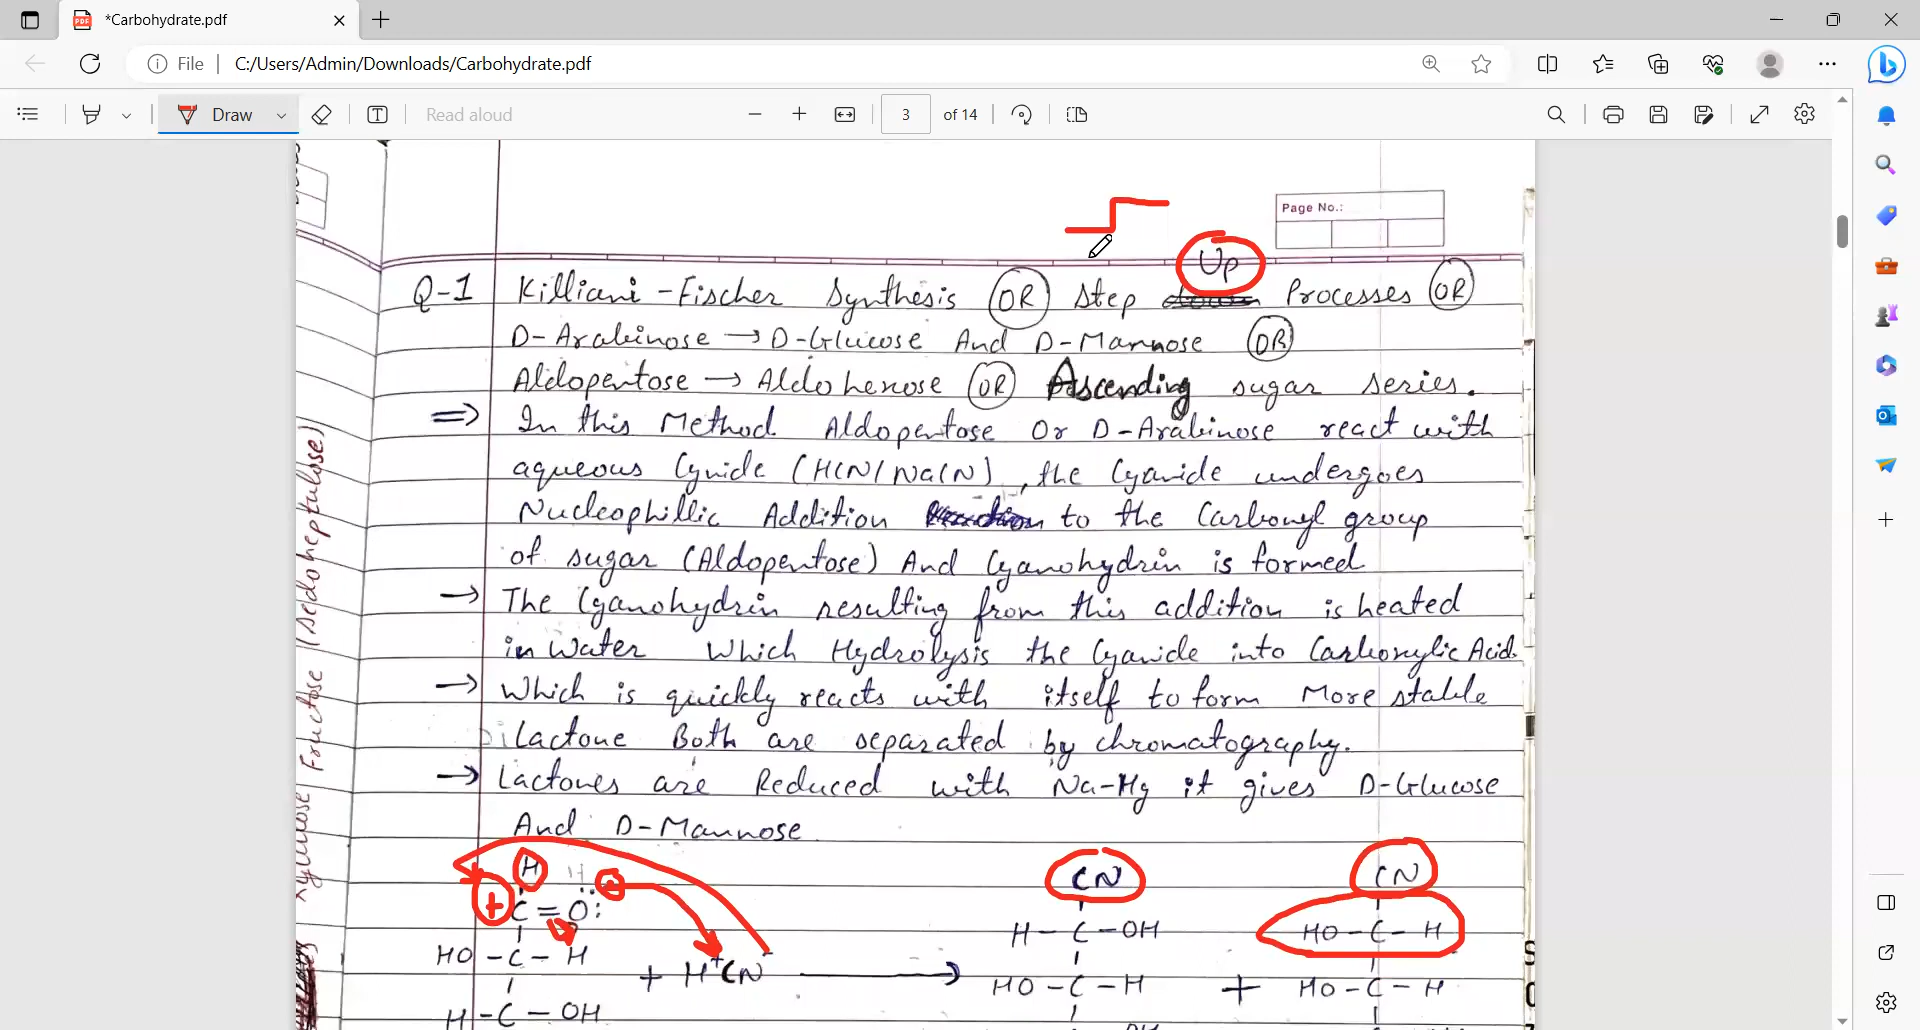 *Carbohydrate.pdf
File | C:/Users/Admin/Downloads/Carbohydrate.pdf
Draw
Read aloud
3 of 14
Page No.:
Up
Q-1 Killiani-Fischer Synthesis OR Step Processes OR
D-Arabinose → D-Glucose And D-Mannose OR
Aldopentose → Aldohexose OR Ascending sugar series.
⇒ In this Method Aldopentose Or D-Arabinose react with
aqueous Cynide (HCN/NaCN), the Cyanide undergoes
Nucleophillic Addition to the Carbonyl group
of sugar (Aldopentose) And Cyanohydrin is formed
→ The Cyanohydrin resulting from this addition is heated
in Water Which Hydrolysis the Cyanide into Carboxylic Acid.
→ Which is quickly reacts with itself to form More stable
Lactone Both are separated by chromatography.
→ Lactones are Reduced with Na-Hg it gives D-Glucose
And D-Mannose
H H CN CN
+ C=O: H-C-OH HO-C-H
HO-C-H + H⁺CN⁻ → HO-C-H + HO-C-H
H-C-OH OH
Fructose (Sedoheptulose)
Xylulose